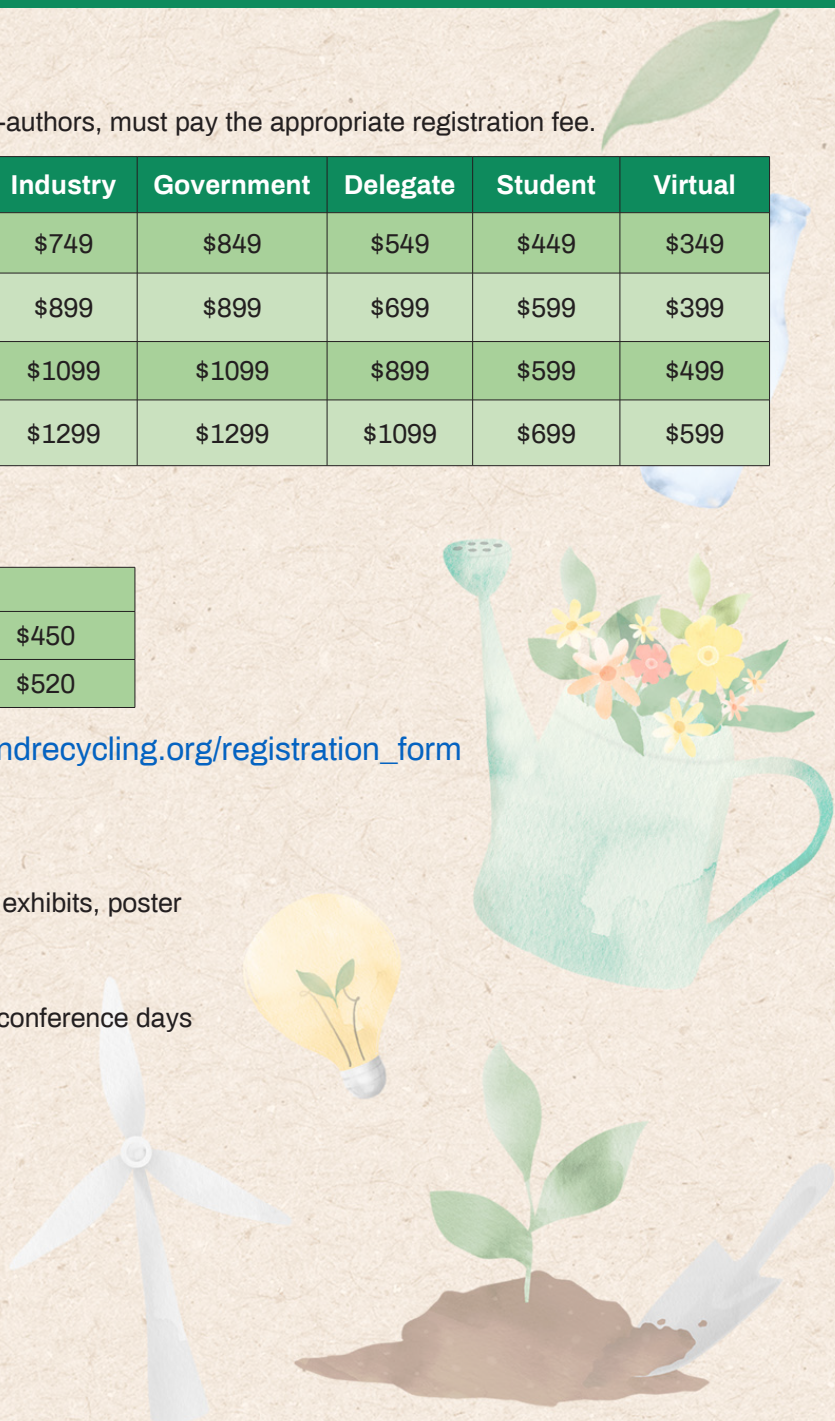 -authors, must pay the appropriate registration fee.
Industry Government Delegate Student Virtual
$749 $849 $549 $449 $349
$899 $899 $699 $599 $399
$1099 $1099 $899 $599 $499
$1299 $1299 $1099 $699 $599
$450
$520
ndrecycling.org/registration_form
exhibits, poster
conference days